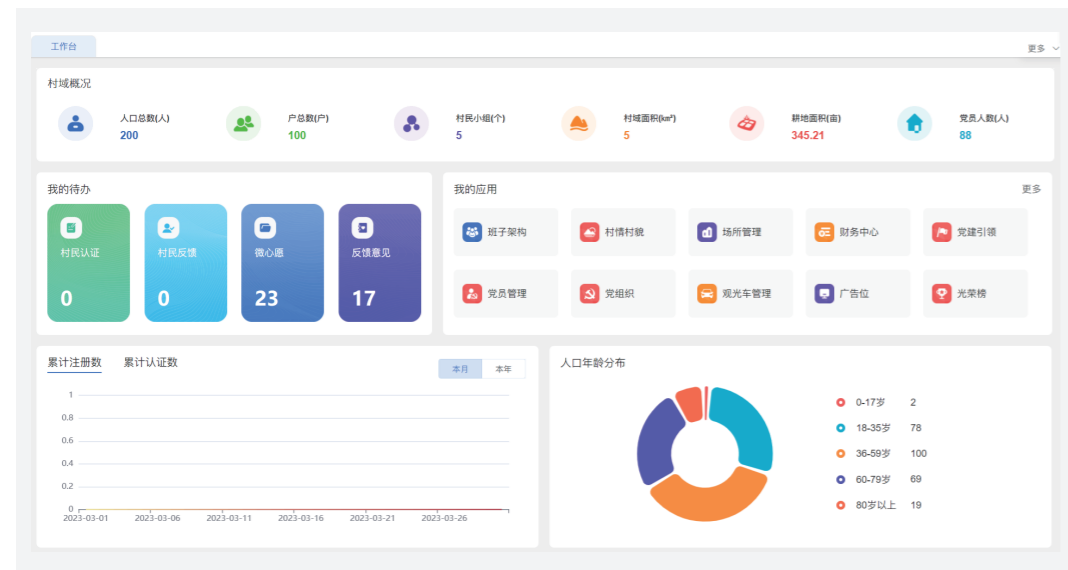 工作台
更多
村域概况
人口总数(人)
200
户总数(户)
100
村民小组(个)
5
村域面积(km²)
5
耕地面积(亩)
345.21
党员人数(人)
88
我的待办
村民认证
0
村民反馈
0
微心愿
23
反馈意见
17
我的应用
更多
班子架构
村情村貌
场所管理
财务中心
党建引领
党员管理
党组织
观光车管理
广告位
光荣榜
累计注册数 累计认证数
本月 本年
1
0.8
0.6
0.4
0.2
0
2023-03-01 2023-03-06 2023-03-11 2023-03-16 2023-03-21 2023-03-26
人口年龄分布
0-17岁 2
18-35岁 78
36-59岁 100
60-79岁 69
80岁以上 19